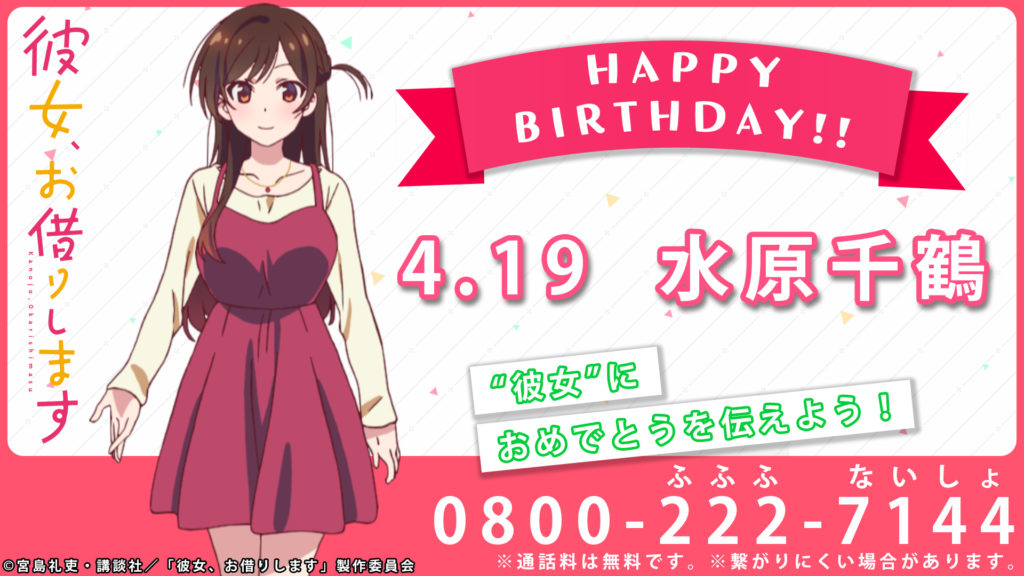 彼女、お借りします
Kanojo,okarishimasu
HAPPY
BIRTHDAY!!
4.19 水原千鶴
“彼女”に
おめでとうを伝えよう！
ふふふ ないしょ
0800-222-7144
※通話料は無料です。※繋がりにくい場合があります。
©宮島礼吏・講談社／「彼女、お借りします」製作委員会